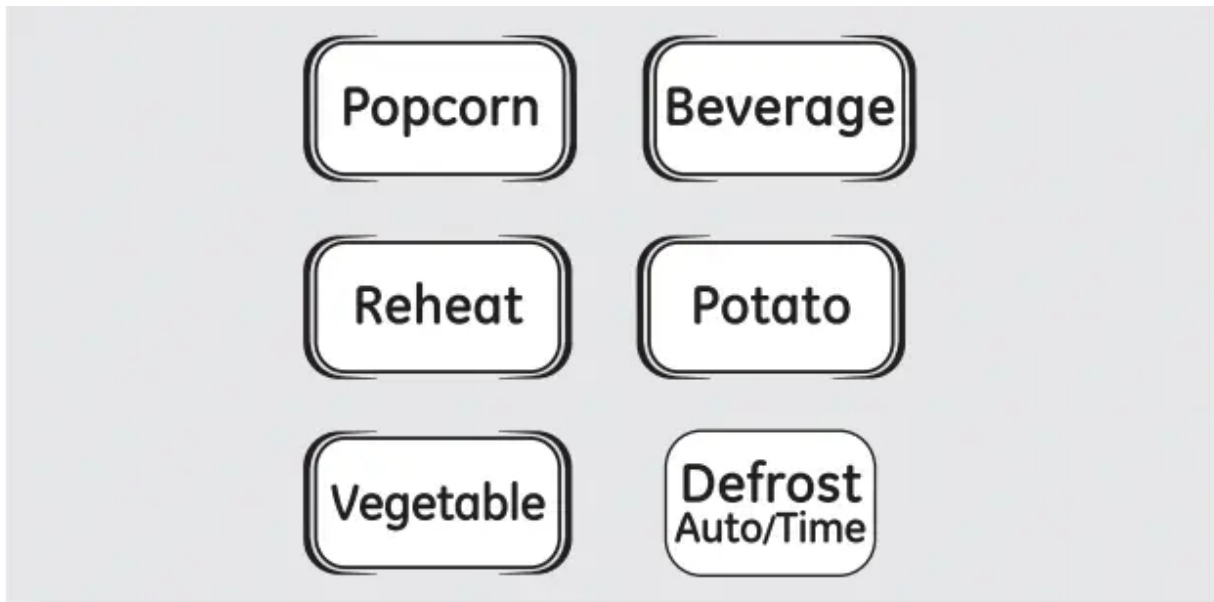 Popcorn
Beverage
Reheat
Potato
Vegetable
Defrost
Auto/Time